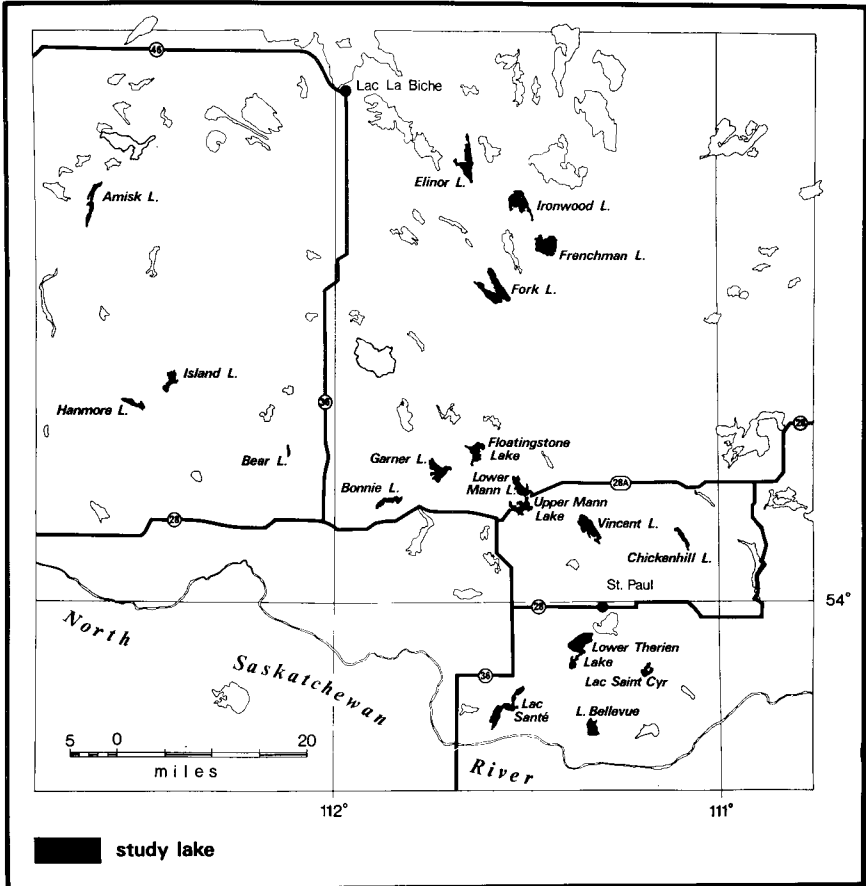 46
Lac La Biche
Elinor L.
Amisk L.
Ironwood L.
Frenchman L.
Fork L.
Island L.
Hanmore L.
36
28
Floatingstone
Lake
Garner L.
Bear L.
Lower
Mann L.
28A
Bonnie L.
Upper Mann
Lake
28
Vincent L.
Chickenhill L.
St. Paul
54°
28
North
Lower Therien
Lake
Saskatchewan
Lac Saint Cyr
36
Lac
Santé
L. Bellevue
5 0 20
miles
River
112° 111°
study lake